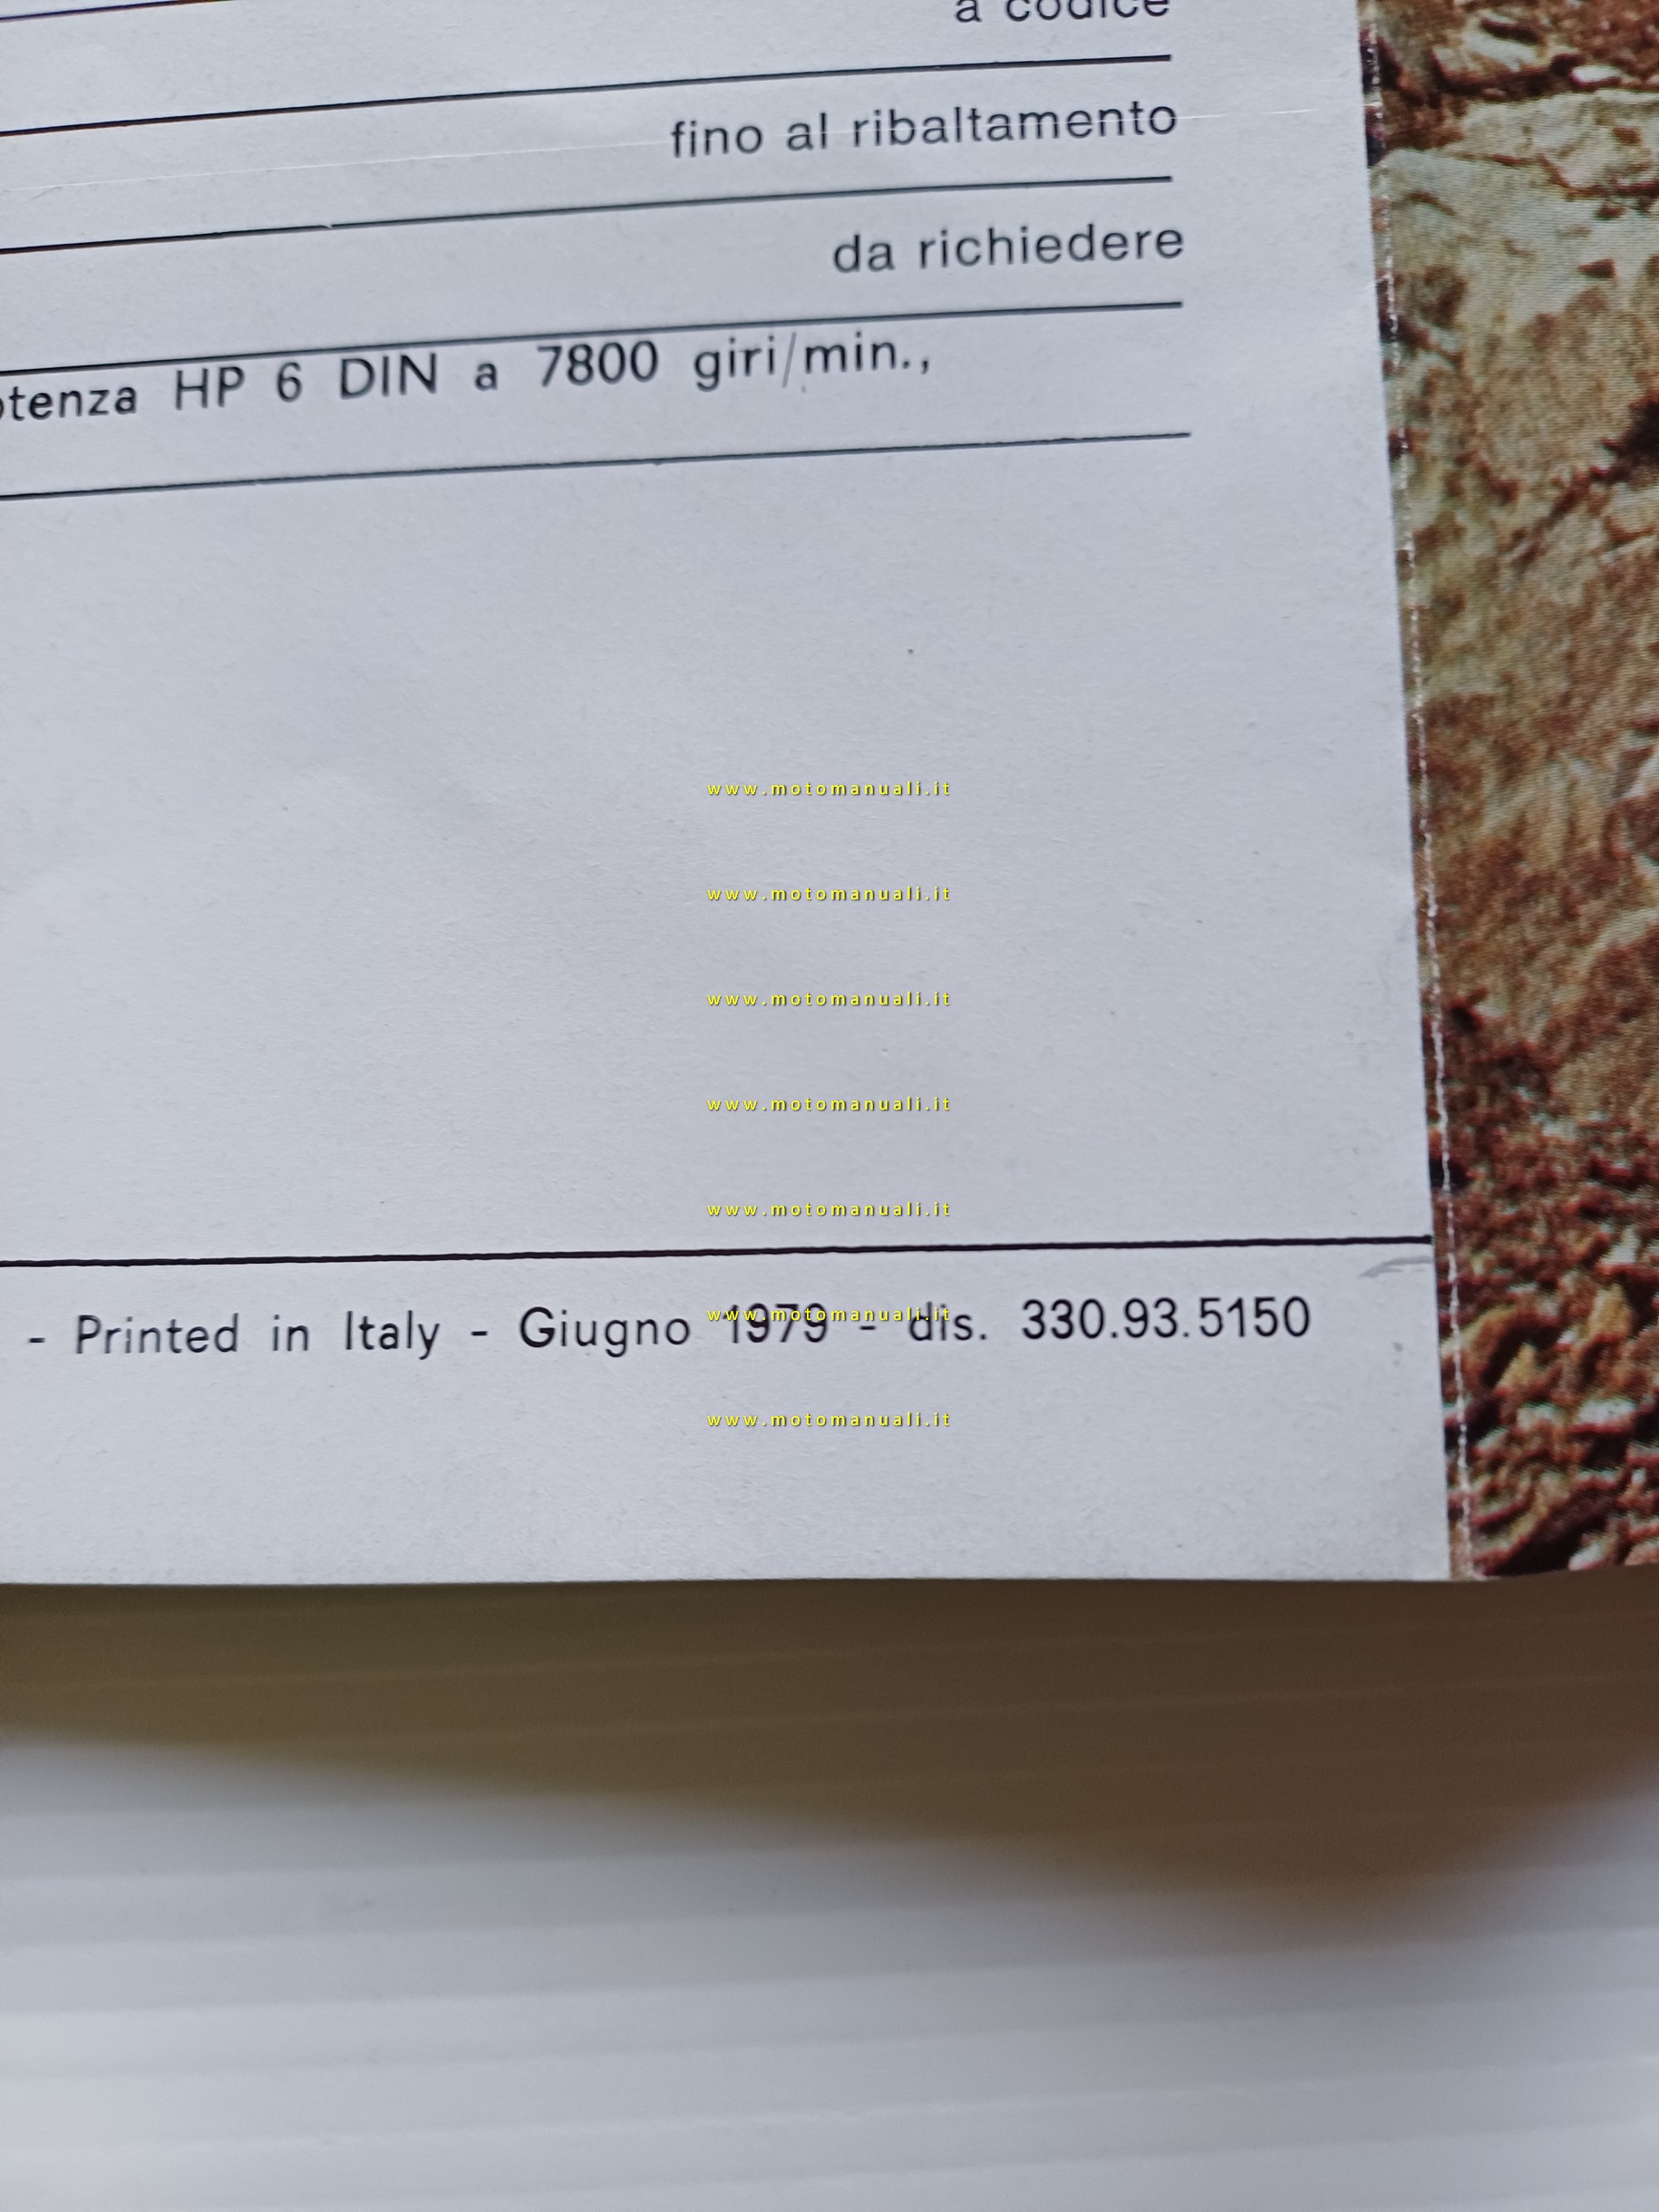 a codice
fino al ribaltamento
da richiedere
otenza HP 6 DIN a 7800 giri/min.,
www.motomanuali.it
www.motomanuali.it
www.motomanuali.it
www.motomanuali.it
www.motomanuali.it
- Printed in Italy - Giugno 1979 - dis. 330.93.5150
www.motomanuali.it
www.motomanuali.it